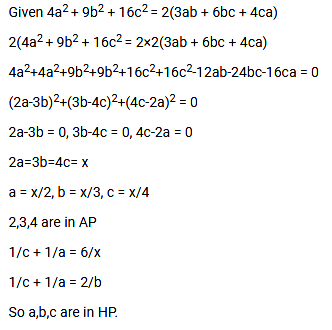 Given 4a² + 9b² + 16c² = 2(3ab + 6bc + 4ca)
2(4a² + 9b² + 16c² = 2×2(3ab + 6bc + 4ca)
4a²+4a²+9b²+9b²+16c²+16c²-12ab-24bc-16ca = 0
(2a-3b)²+(3b-4c)²+(4c-2a)² = 0
2a-3b = 0, 3b-4c = 0, 4c-2a = 0
2a=3b=4c= x
a = x/2, b = x/3, c = x/4
2,3,4 are in AP
1/c + 1/a = 6/x
1/c + 1/a = 2/b
So a,b,c are in HP.